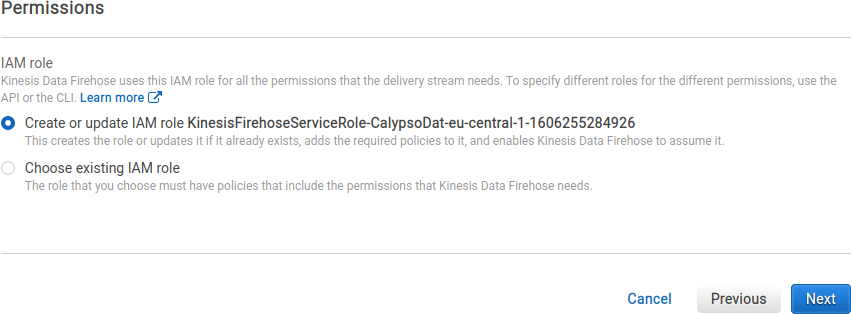 Permissions
IAM role
Kinesis Data Firehose uses this IAM role for all the permissions that the delivery stream needs. To specify different roles for the different permissions, use the
API or the CLI. Learn more
Create or update IAM role KinesisFirehoseServiceRole-CalypsoDat-eu-central-1-1606255284926
This creates the role or updates it if it already exists, adds the required policies to it, and enables Kinesis Data Firehose to assume it.
Choose existing IAM role
The role that you choose must have policies that include the permissions that Kinesis Data Firehose needs.
Cancel Previous Next